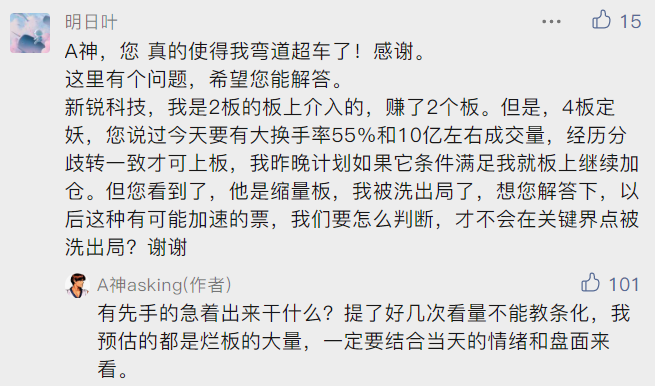 明日叶
15
A神，您 真的使得我弯道超车了！感谢。
这里有个问题，希望您能解答。
新锐科技，我是2板的板上介入的，赚了2个板。但是，4板定
妖，您说过今天要有大换手率55%和10亿左右成交量，经历分
歧转一致才可上板，我昨晚计划如果它条件满足我就板上继续加
仓。但您看到了，他是缩量板，我被洗出局了，想您解答下，以
后这种有可能加速的票，我们要怎么判断，才不会在关键界点被
洗出局？谢谢
A神asking(作者)
101
有先手的急着出来干什么？提了好几次看量不能教条化，我
预估的都是烂板的大量，一定要结合当天的情绪和盘面来
看。